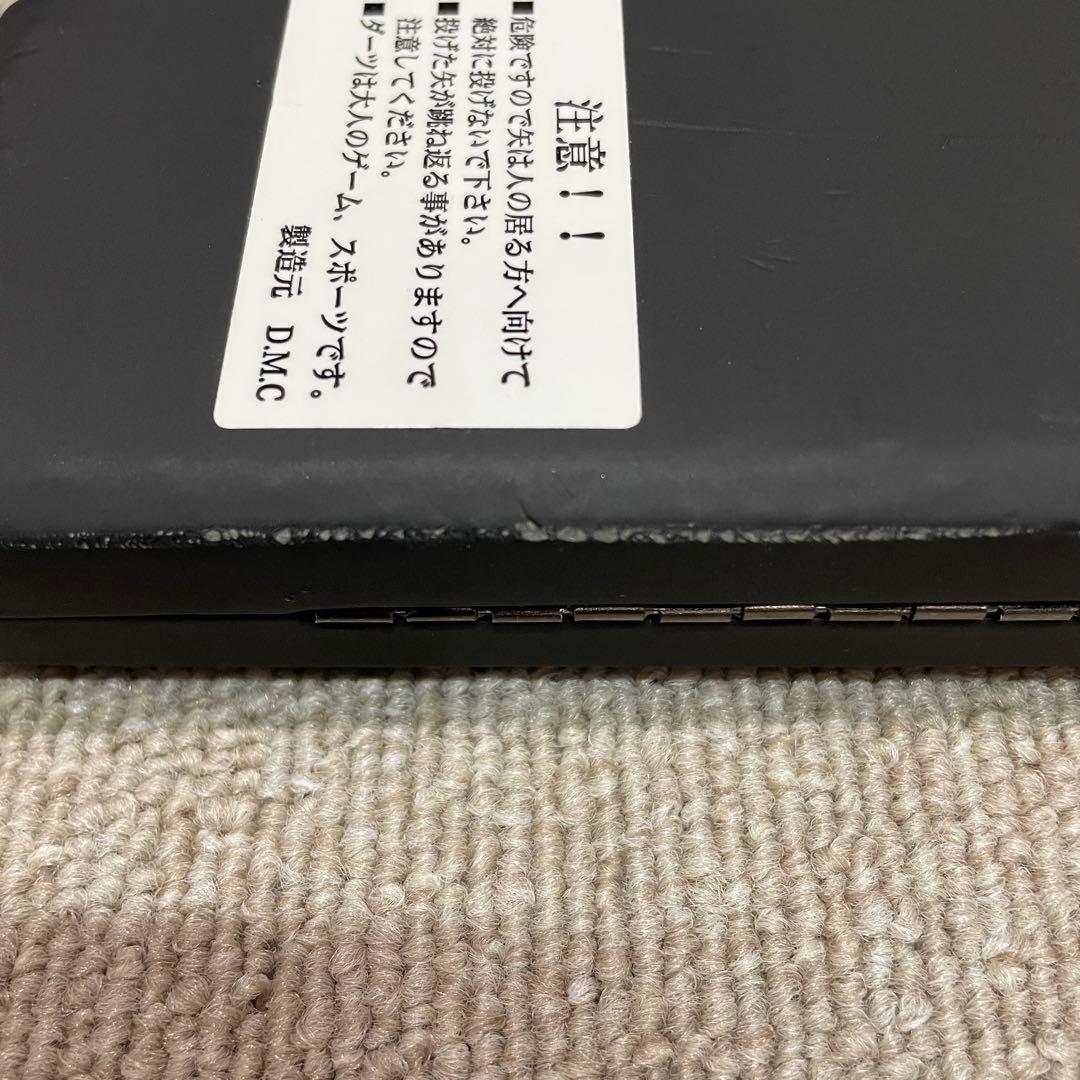 注意！！
■危険ですので矢は人の居る方へ向けて
絶対に投げないで下さい。
■投げた矢が跳ね返る事がありますので
注意してください。
■ダーツは大人のゲーム、スポーツです。
製造元 D.M.C